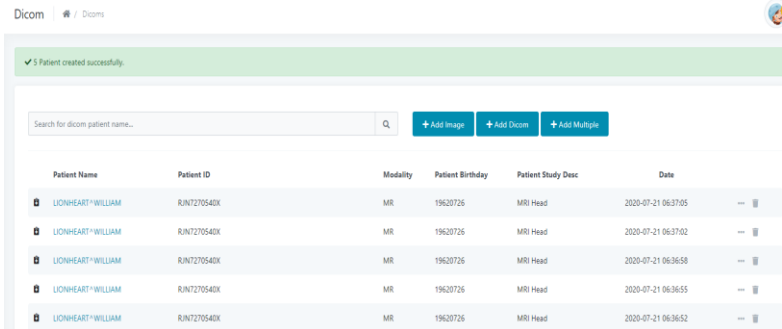 Dicom / Dicoms
✔ 5 Patient created successfully.
Search for dicom patient name... + Add Image + Add Dicom + Add Multiple
Patient Name Patient ID Modality Patient Birthday Patient Study Desc Date
LIONHEART^WILLIAM RJN7270540X MR 19620726 MRI Head 2020-07-21 06:37:05 ...
LIONHEART^WILLIAM RJN7270540X MR 19620726 MRI Head 2020-07-21 06:37:02 ...
LIONHEART^WILLIAM RJN7270540X MR 19620726 MRI Head 2020-07-21 06:36:58 ...
LIONHEART^WILLIAM RJN7270540X MR 19620726 MRI Head 2020-07-21 06:36:55 ...
LIONHEART^WILLIAM RJN7270540X MR 19620726 MRI Head 2020-07-21 06:36:52 ...